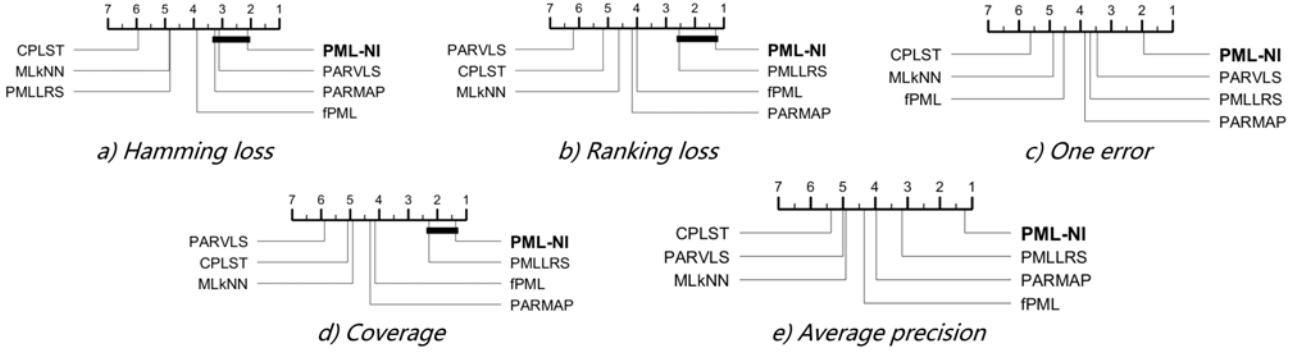 7 6 5 4 3 2 1
CPLST
MLkNN
PMLLRS
PML-NI
PARVLS
PARMAP
fPML
a) Hamming loss
7 6 5 4 3 2 1
PARVLS
CPLST
MLkNN
PML-NI
PMLLRS
fPML
PARMAP
b) Ranking loss
7 6 5 4 3 2 1
CPLST
MLkNN
fPML
PML-NI
PARVLS
PMLLRS
PARMAP
c) One error
7 6 5 4 3 2 1
PARVLS
CPLST
MLkNN
PML-NI
PMLLRS
fPML
PARMAP
d) Coverage
7 6 5 4 3 2 1
CPLST
PARVLS
MLkNN
PML-NI
PMLLRS
PARMAP
fPML
e) Average precision